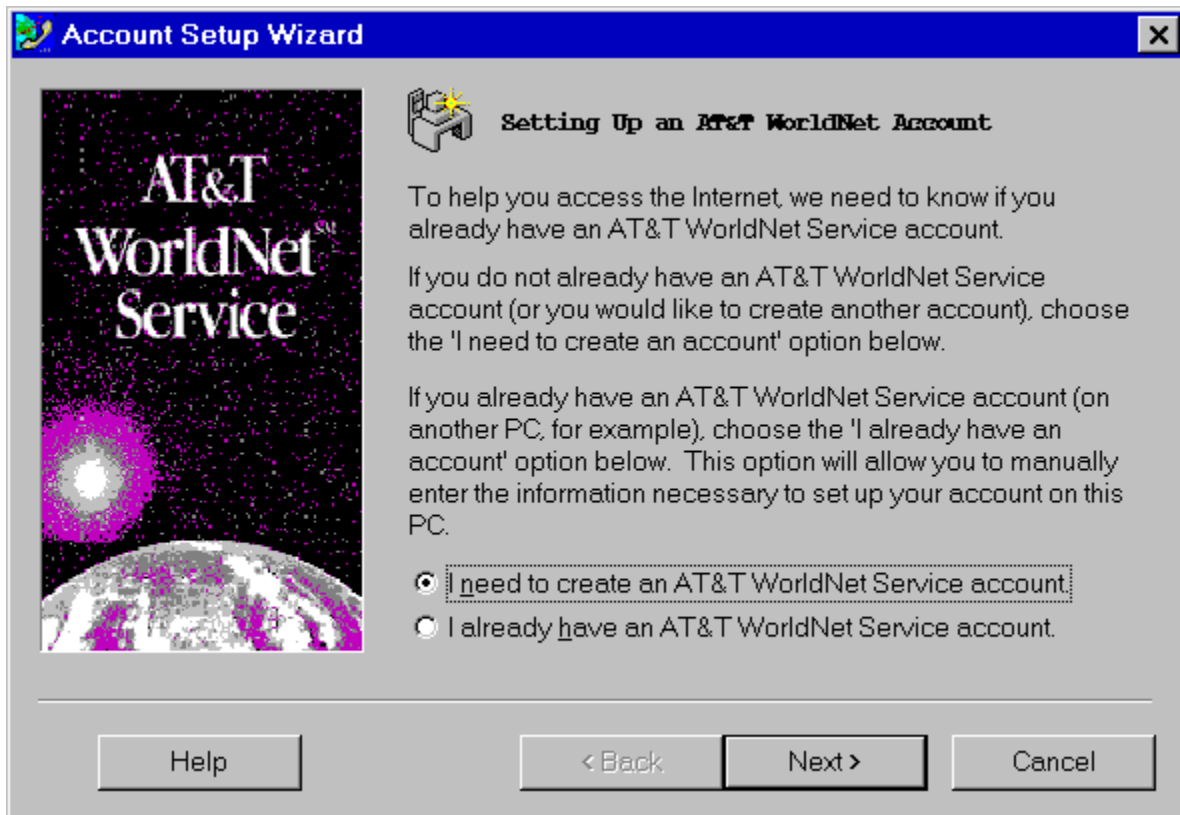 Account Setup Wizard
AT&T
WorldNet℠
Service
Setting Up an AT&T WorldNet Account
To help you access the Internet, we need to know if you
already have an AT&T WorldNet Service account.
If you do not already have an AT&T WorldNet Service
account (or you would like to create another account), choose
the 'I need to create an account' option below.
If you already have an AT&T WorldNet Service account (on
another PC, for example), choose the 'I already have an
account' option below.  This option will allow you to manually
enter the information necessary to set up your account on this
PC.
I need to create an AT&T WorldNet Service account.
I already have an AT&T WorldNet Service account.
Help
< Back
Next >
Cancel